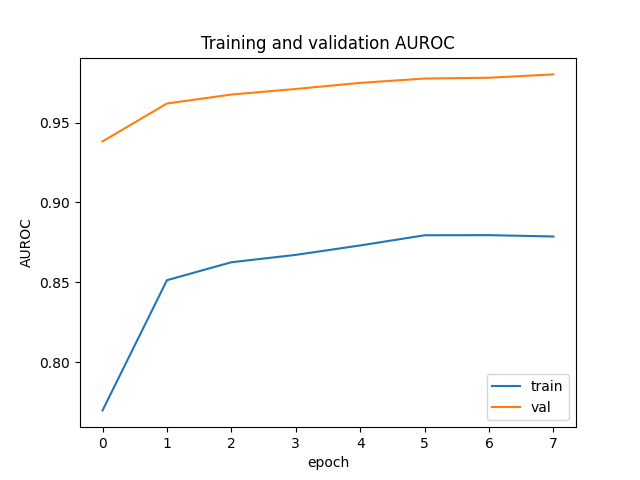 Training and validation AUROC
AUROC
0.95
0.90
0.85
0.80
train
val
0 1 2 3 4 5 6 7
epoch